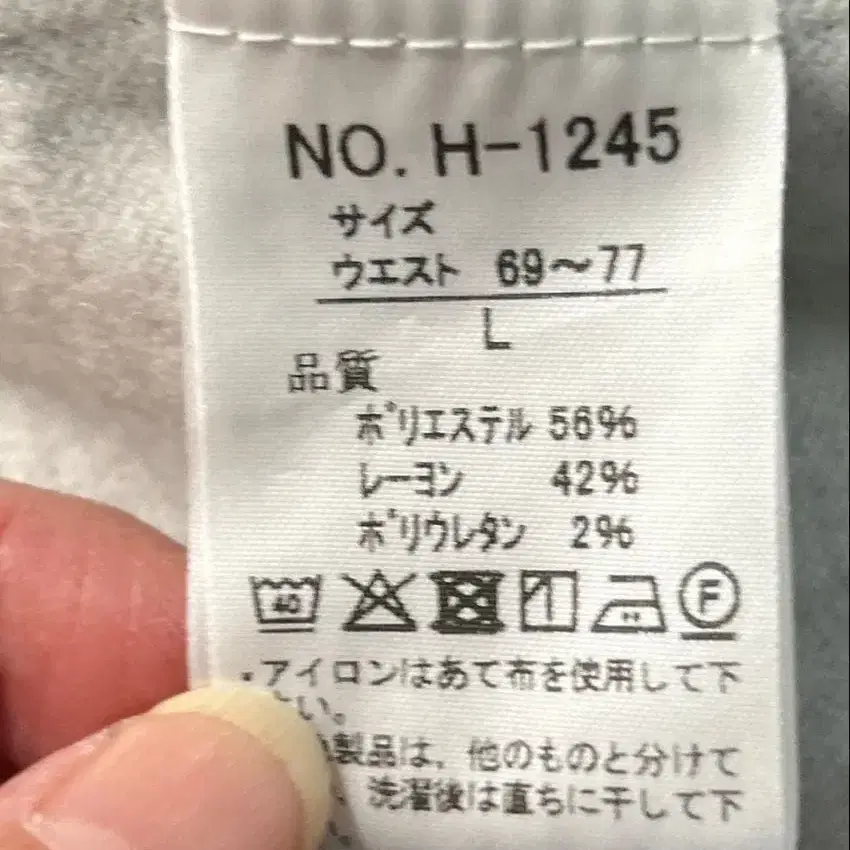 NO. H-1245
サイズ
ウエスト 69〜77
L
品質
ポリエステル 56%
レーヨン 42%
ポリウレタン 2%
40 F
・アイロンはあて布を使用して下
さい。
製品は、他のものと分けて
、洗濯後は直ちに干して下